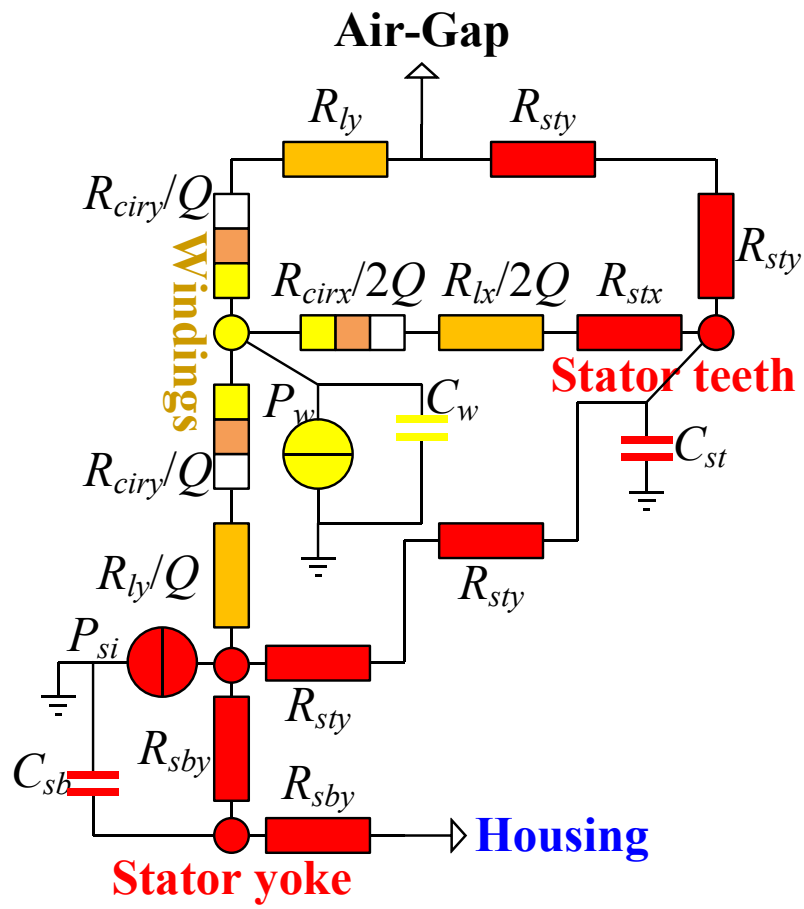 Air-Gap
R_ly
R_sty
R_ciry/Q
R_sty
Windings
R_cirx/2Q
R_lx/2Q
R_stx
Stator teeth
P_w
C_w
C_st
R_ciry/Q
R_ly/Q
R_sty
P_si
R_sty
R_sby
C_sb
R_sby
Housing
Stator yoke